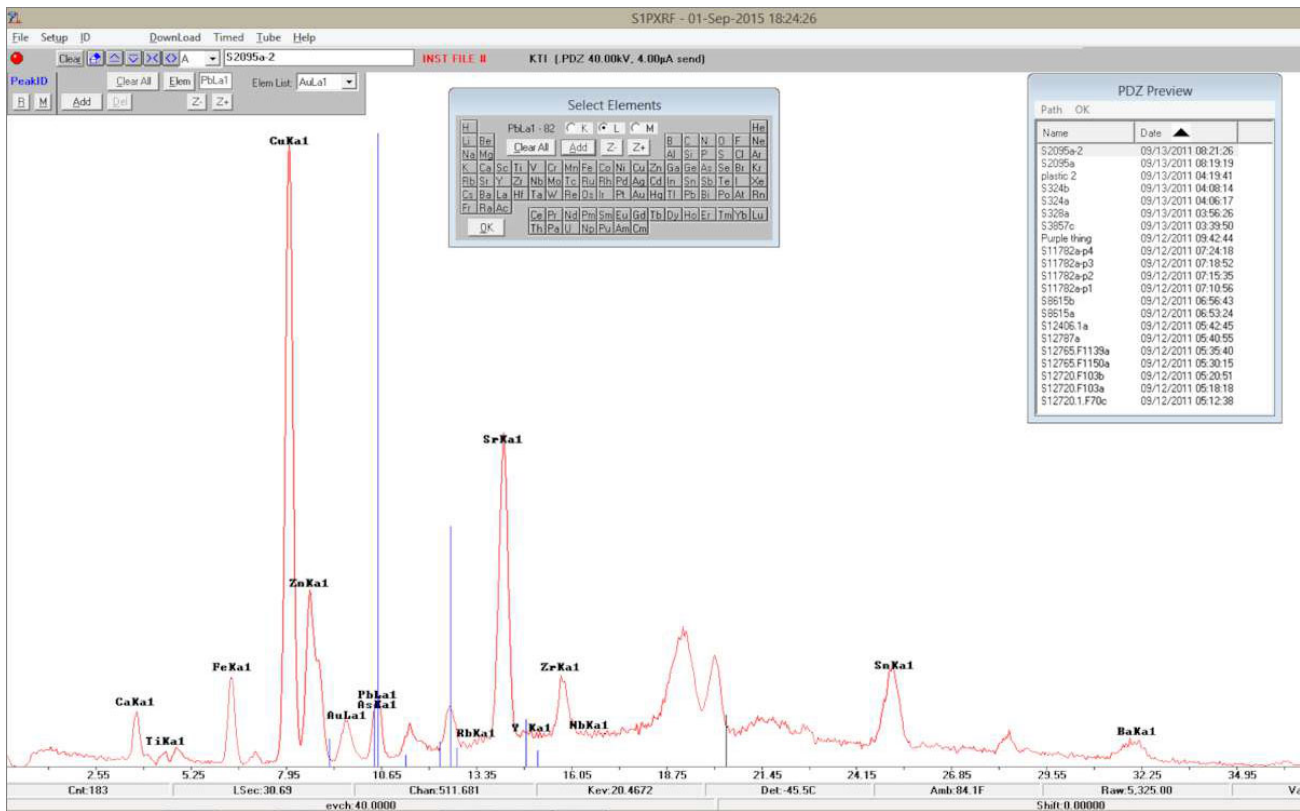 S1PXRF - 01-Sep-2015 18:24:26
File Setup ID DownLoad Timed Tube Help
Clear A S2095a-2 INST FILE # KTI (.PDZ 40.00kV, 4.00µA send)
PeakID Clear All Elem PbLa1 Elem List: AuLa1
R M Add Del Z- Z+
Select Elements
PbLa1 - 82 K L M
Clear All Add Z- Z+
H He
Li Be B C N O F Ne
Na Mg Al Si P S Cl Ar
K Ca Sc Ti V Cr Mn Fe Co Ni Cu Zn Ga Ge As Se Br Kr
Rb Sr Y Zr Nb Mo Tc Ru Rh Pd Ag Cd In Sn Sb Te I Xe
Cs Ba La Hf Ta W Re Os Ir Pt Au Hg Tl Pb Bi Po At Rn
Fr Ra Ac
Ce Pr Nd Pm Sm Eu Gd Tb Dy Ho Er Tm Yb Lu
Th Pa U Np Pu Am Cm
OK
PDZ Preview
Path OK
Name Date
S2095a-2 09/13/2011 08:21:26
S2095a 09/13/2011 08:19:19
plastic 2 09/13/2011 04:19:41
S324b 09/13/2011 04:08:14
S324a 09/13/2011 04:06:17
S328a 09/13/2011 03:56:26
S3857c 09/13/2011 03:39:50
Purple thing 09/12/2011 09:42:44
S11782a-p4 09/12/2011 07:24:18
S11782a-p3 09/12/2011 07:18:52
S11782a-p2 09/12/2011 07:15:35
S11782a-p1 09/12/2011 07:10:56
S8615b 09/12/2011 06:56:43
S8615a 09/12/2011 06:53:24
S12406.1a 09/12/2011 05:42:45
S12787a 09/12/2011 05:40:55
S12765.F1139a 09/12/2011 05:35:40
S12765.F1150a 09/12/2011 05:30:15
S12720.F103b 09/12/2011 05:20:51
S12720.F103a 09/12/2011 05:18:18
S12720.1.F70c 09/12/2011 05:12:38
CuKa1
SrKa1
ZnKa1
FeKa1
ZrKa1
SnKa1
CaKa1
PbLa1
AsKa1
AuLa1
NbKa1
Y Ka1
RbKa1
BaKa1
TiKa1
2.55 5.25 7.95 10.65 13.35 16.05 18.75 21.45 24.15 26.85 29.55 32.25 34.95
Cnt:183 LSec:30.69 Chan:511.681 Kev:20.4672 Det:-45.5C Amb:84.1F Raw:5,325.00 Va
evch:40.0000 Shift:0.00000